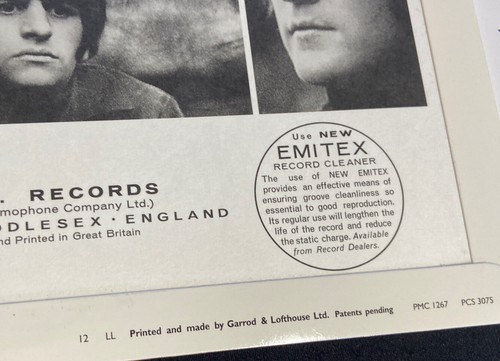 Use NEW
EMITEX
RECORD CLEANER
The use of NEW EMITEX
provides an effective means of
ensuring groove cleanliness so
essential to good reproduction.
Its regular use will lengthen the
life of the record and reduce
the static charge. Available
from Record Dealers.
. RECORDS
mophone Company Ltd.)
DDLESEX · ENGLAND
nd Printed in Great Britain
12 LL Printed and made by Garrod & Lofthouse Ltd. Patents pending PMC 1267 PCS 3075